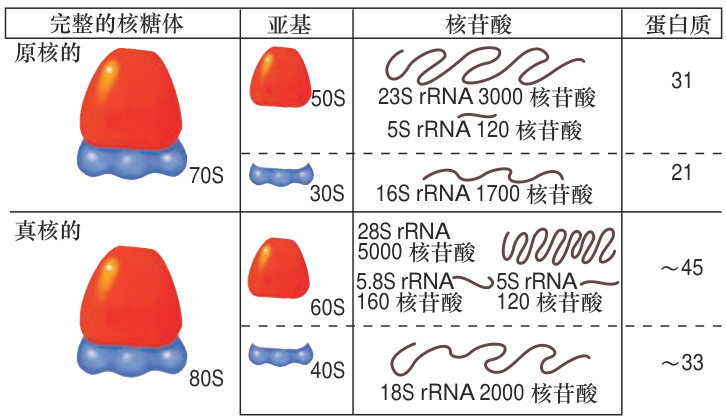 完整的核糖体 亚基 核苷酸 蛋白质
原核的
70S
50S
23S rRNA 3000 核苷酸
5S rRNA 120 核苷酸
31
30S
16S rRNA 1700 核苷酸
21
真核的
80S
60S
28S rRNA
5000 核苷酸
5.8S rRNA
160 核苷酸
5S rRNA
120 核苷酸
~45
40S
18S rRNA 2000 核苷酸
~33